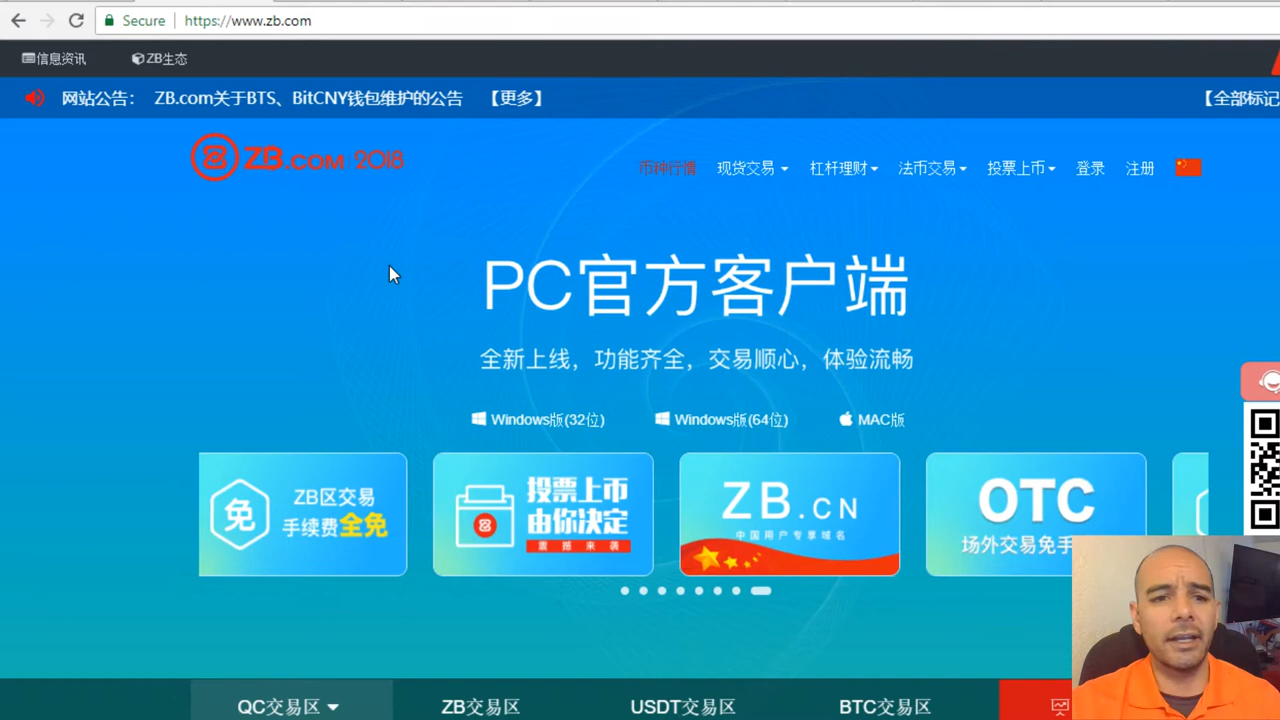 Secure https://www.zb.com
信息资讯 ZB生态
网站公告： ZB.com关于BTS、BitCNY钱包维护的公告 【更多】 【全部标记
ZB.COM 2018
币种行情 现货交易 杠杆理财 法币交易 投票上币 登录 注册
PC官方客户端
全新上线，功能齐全，交易顺心，体验流畅
Windows版(32位) Windows版(64位) MAC版
免
ZB区交易
手续费全免
投票上币
由你决定
震撼来袭
ZB.CN
中国用户专享域名
OTC
场外交易免手
QC交易区 ZB交易区 USDT交易区 BTC交易区